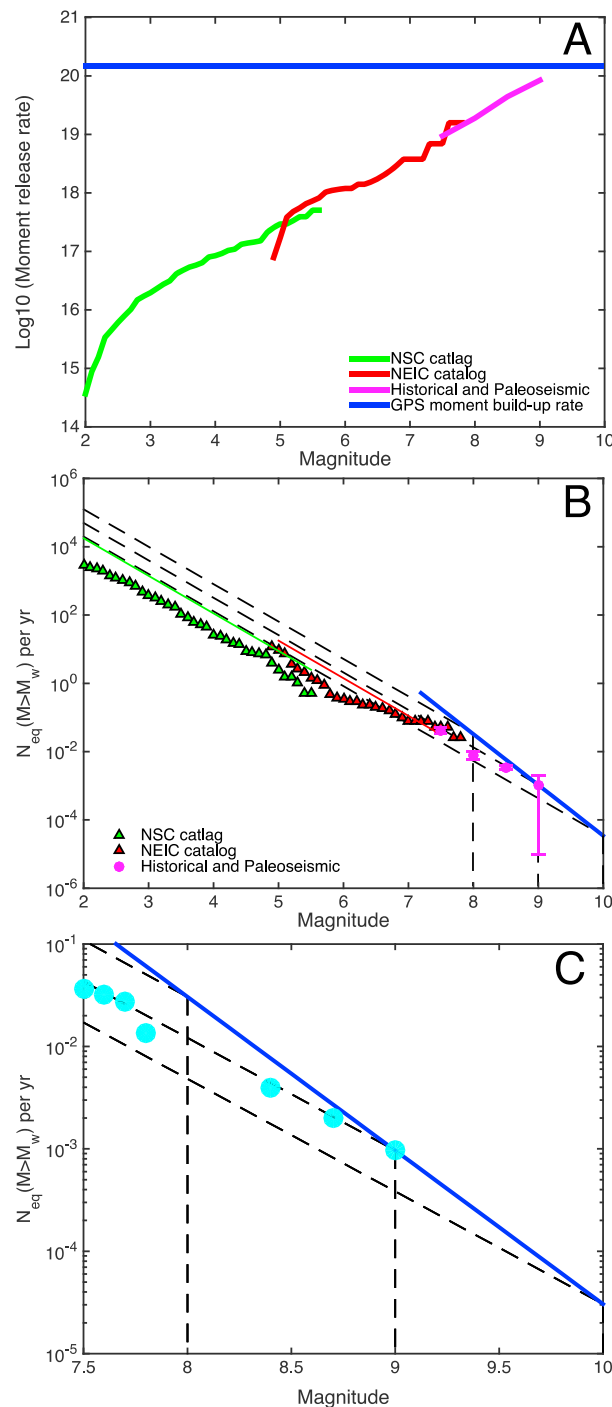 A
21
20
19
18
17
16
15
14
Log10 (Moment release rate)
NSC catlag
NEIC catalog
Historical and Paleoseismic
GPS moment build-up rate
2 3 4 5 6 7 8 9 10
Magnitude
B
10^6
10^4
10^2
10^0
10^-2
10^-4
10^-6
N_eq(M>M_w) per yr
NSC catlag
NEIC catalog
Historical and Paleoseismic
2 3 4 5 6 7 8 9 10
Magnitude
C
10^-1
10^-2
10^-3
10^-4
10^-5
N_eq(M>M_w) per yr
7.5 8 8.5 9 9.5 10
Magnitude